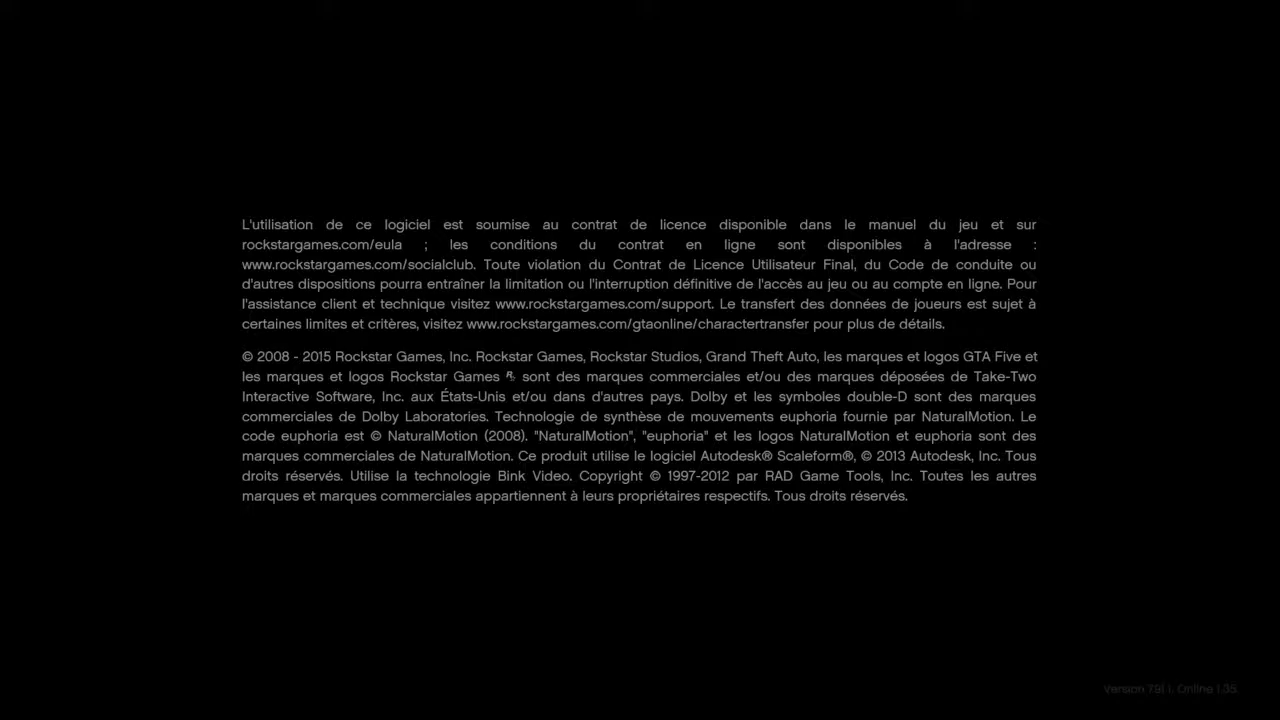 L'utilisation de ce logiciel est soumise au contrat de licence disponible dans le manuel du jeu et sur
rockstargames.com/eula ; les conditions du contrat en ligne sont disponibles à l'adresse :
www.rockstargames.com/socialclub. Toute violation du Contrat de Licence Utilisateur Final, du Code de conduite ou
d'autres dispositions pourra entraîner la limitation ou l'interruption définitive de l'accès au jeu ou au compte en ligne. Pour
l'assistance client et technique visitez www.rockstargames.com/support. Le transfert des données de joueurs est sujet à
certaines limites et critères, visitez www.rockstargames.com/gtaonline/charactertransfer pour plus de détails.
© 2008 - 2015 Rockstar Games, Inc. Rockstar Games, Rockstar Studios, Grand Theft Auto, les marques et logos GTA Five et
les marques et logos Rockstar Games R* sont des marques commerciales et/ou des marques déposées de Take-Two
Interactive Software, Inc. aux États-Unis et/ou dans d'autres pays. Dolby et les symboles double-D sont des marques
commerciales de Dolby Laboratories. Technologie de synthèse de mouvements euphoria fournie par NaturalMotion. Le
code euphoria est © NaturalMotion (2008). "NaturalMotion", "euphoria" et les logos NaturalMotion et euphoria sont des
marques commerciales de NaturalMotion. Ce produit utilise le logiciel Autodesk® Scaleform®, © 2013 Autodesk, Inc. Tous
droits réservés. Utilise la technologie Bink Video. Copyright © 1997-2012 par RAD Game Tools, Inc. Toutes les autres
marques et marques commerciales appartiennent à leurs propriétaires respectifs. Tous droits réservés.
Version Online 1.35